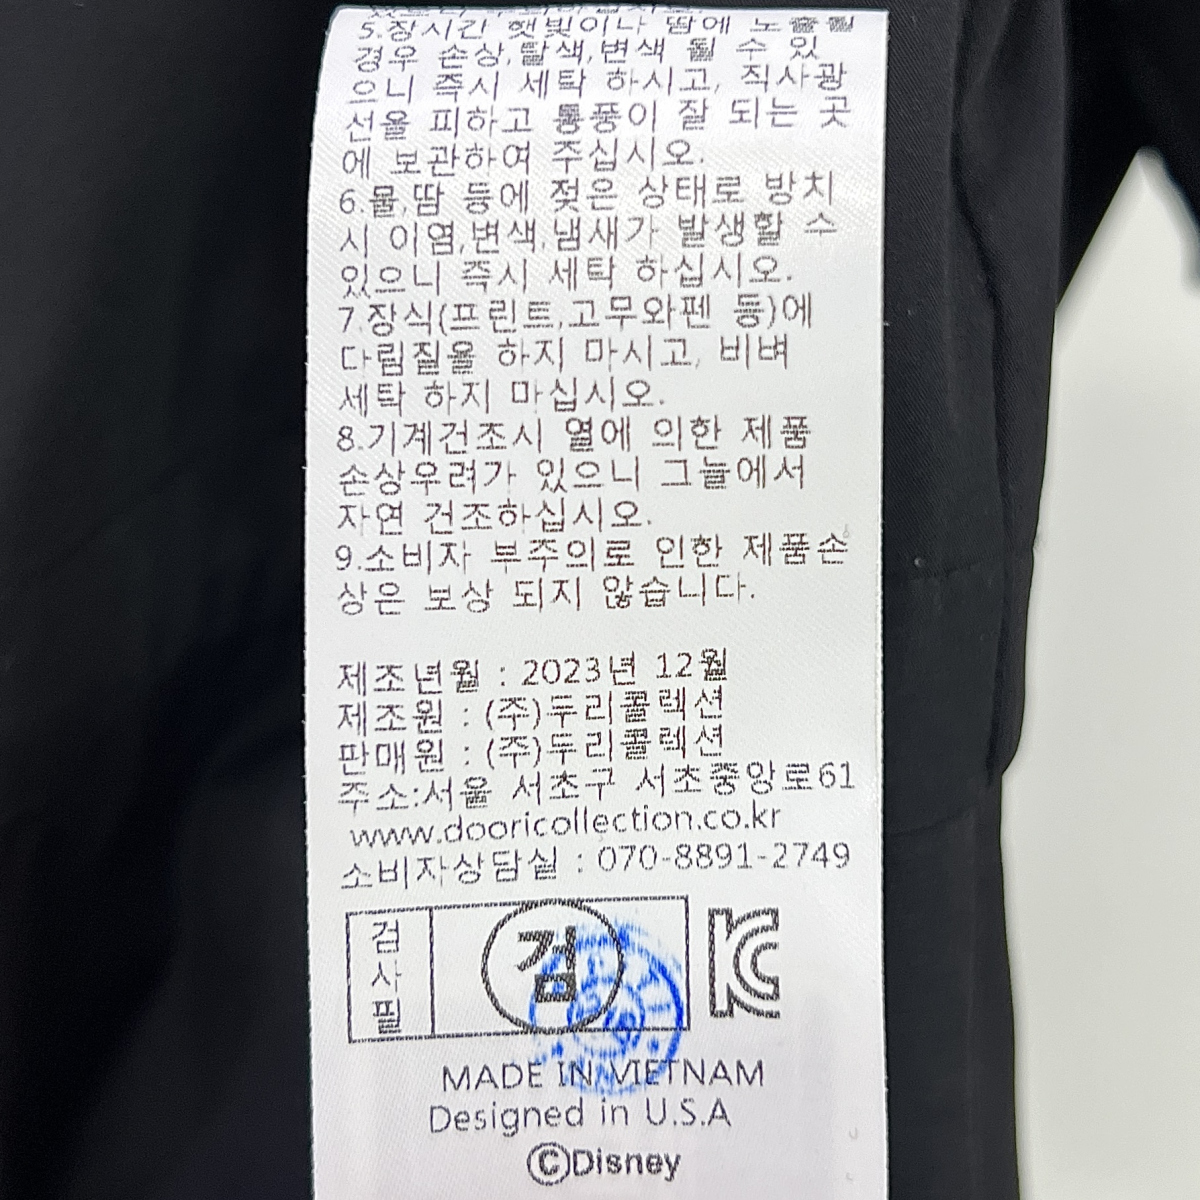 5.장시간 햇빛이나 땀에 노출될
경우 손상,탈색,변색 될 수 있
으니 즉시 세탁 하시고, 직사광
선을 피하고 통풍이 잘 되는 곳
에 보관하여 주십시오.
6.물,땀 등에 젖은 상태로 방치
시 이염,변색,냄새가 발생할 수
있으니 즉시 세탁 하십시오.
7.장식(프린트,고무와펜 등)에
다림질을 하지 마시고, 비벼
세탁 하지 마십시오.
8.기계건조시 열에 의한 제품
손상우려가 있으니 그늘에서
자연 건조하십시오.
9.소비자 부주의로 인한 제품손
상은 보상 되지 않습니다.
제조년월 : 2023년 12월
제조원 : (주)두리콜렉션
판매원 : (주)두리콜렉션
주소:서울 서초구 서초중앙로61
www.dooricollection.co.kr
소비자상담실 : 070-8891-2749
검사필
검
KC
MADE IN VIETNAM
Designed in U.S.A
©Disney